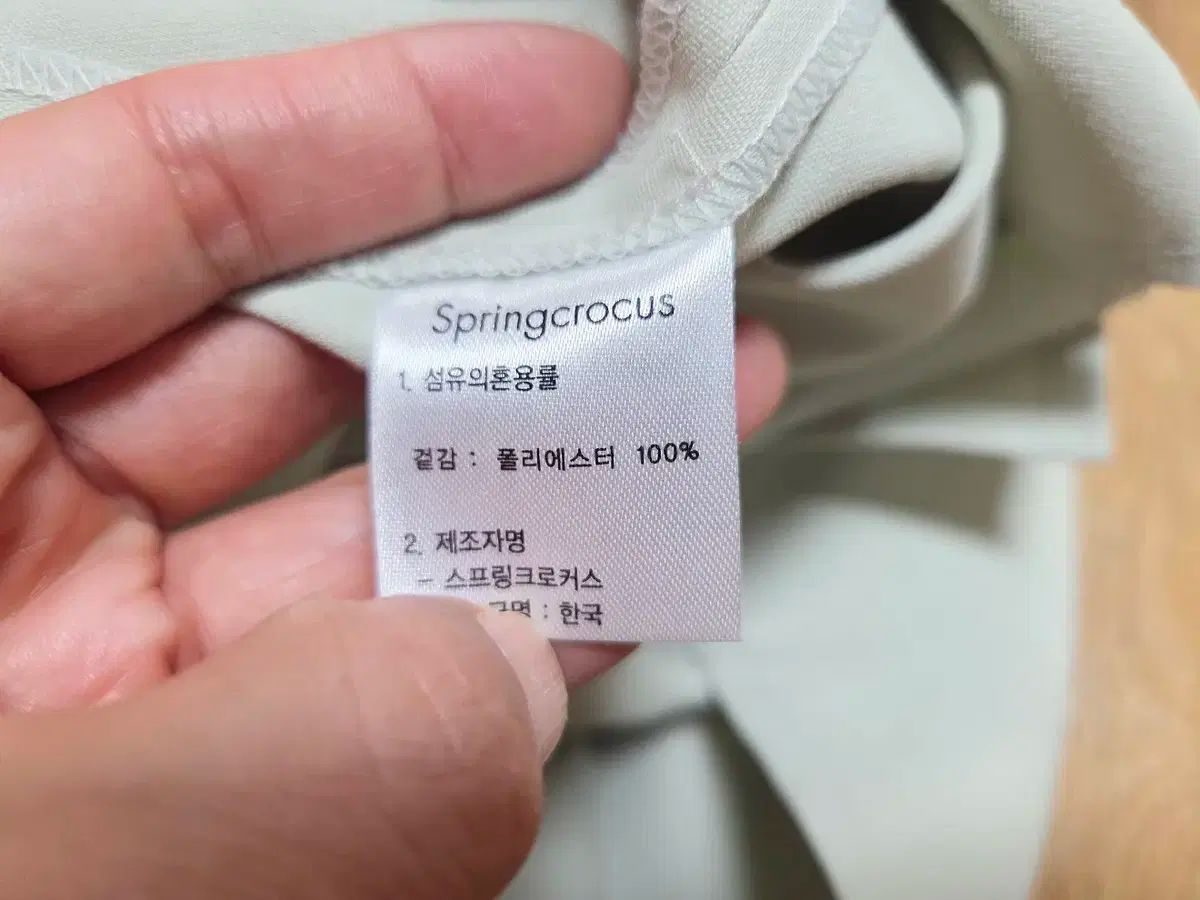 Springcrocus
1. 섬유의혼용률
겉감 : 폴리에스터 100%
2. 제조자명
- 스프링크로커스
: 한국